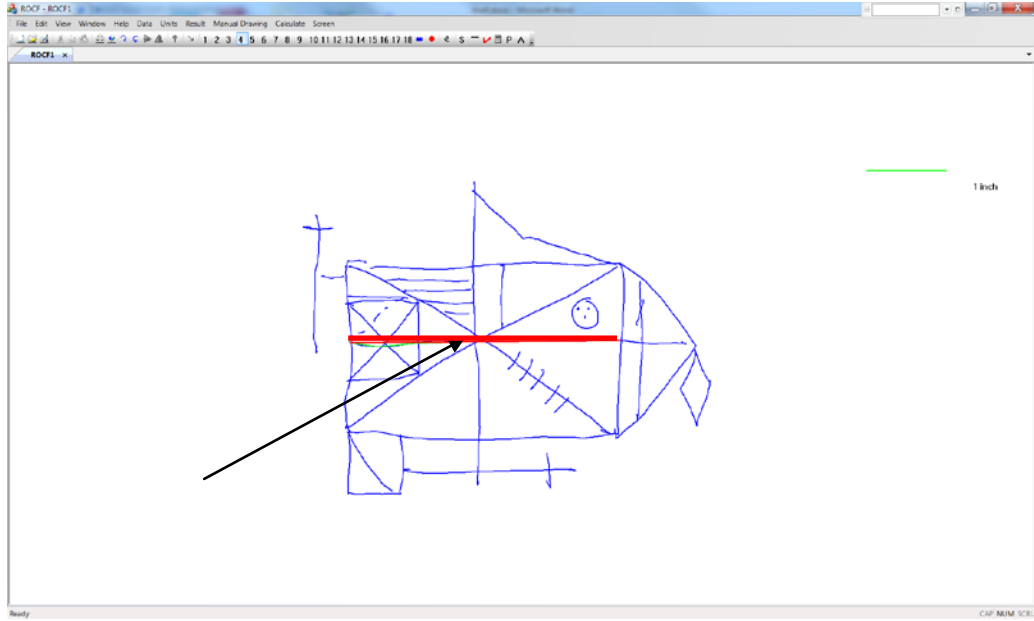 ROCF - ROCF1
File Edit View Window Help Data Units Result Manual Drawing Calculate Screen
1 2 3 4 5 6 7 8 9 10 11 12 13 14 15 16 17 18 S P A
ROCF1 ×
1 inch
Ready
CAP NUM SCRL